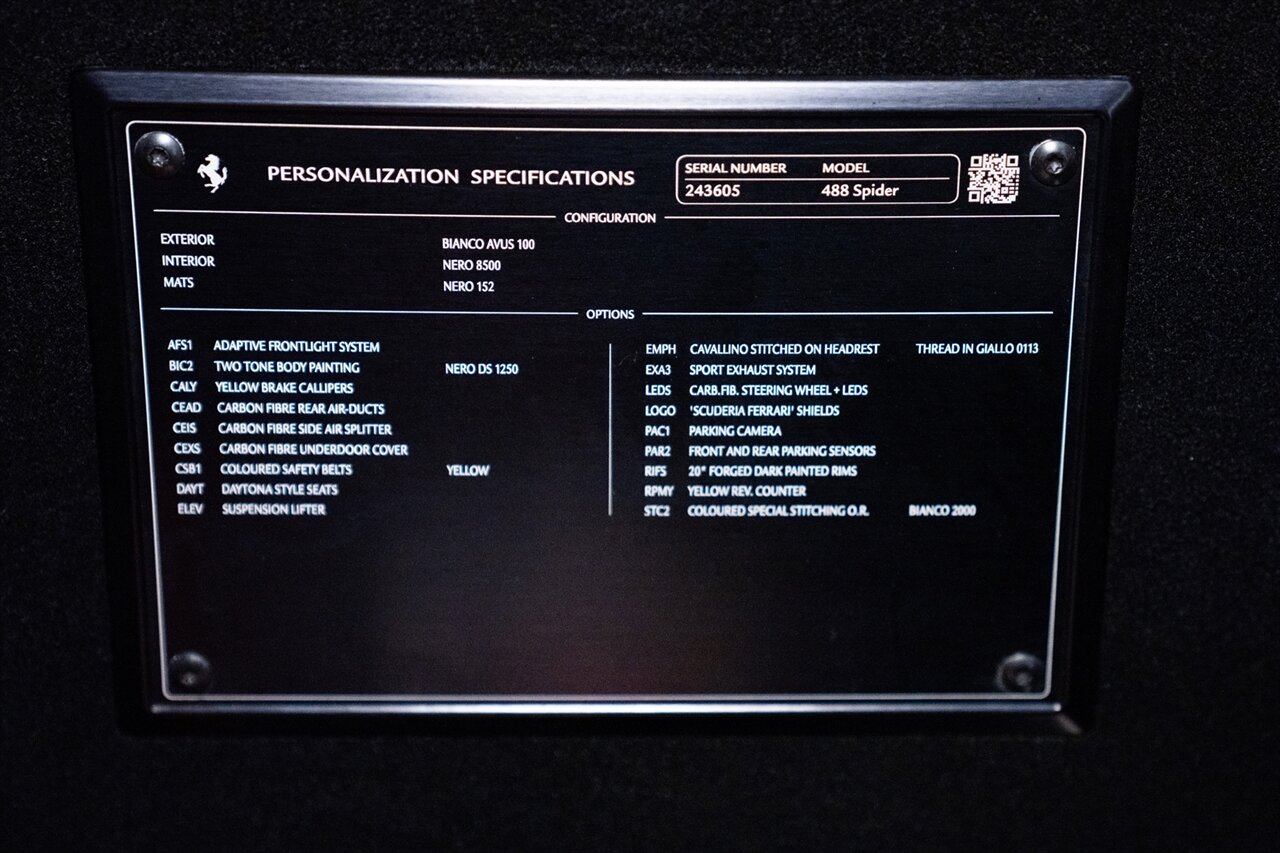 PERSONALIZATION SPECIFICATIONS
SERIAL NUMBER MODEL
243605 488 Spider
CONFIGURATION
EXTERIOR BIANCO AVUS 100
INTERIOR NERO 8500
MATS NERO 152
OPTIONS
AFS1 ADAPTIVE FRONTLIGHT SYSTEM
BIC2 TWO TONE BODY PAINTING NERO DS 1250
CALY YELLOW BRAKE CALLIPERS
CEAD CARBON FIBRE REAR AIR-DUCTS
CEIS CARBON FIBRE SIDE AIR SPLITTER
CEXS CARBON FIBRE UNDERDOOR COVER
CSB1 COLOURED SAFETY BELTS YELLOW
DAYT DAYTONA STYLE SEATS
ELEV SUSPENSION LIFTER
EMPH CAVALLINO STITCHED ON HEADREST THREAD IN GIALLO 0113
EXA3 SPORT EXHAUST SYSTEM
LEDS CARB.FIB. STEERING WHEEL + LEDS
LOGO 'SCUDERIA FERRARI' SHIELDS
PAC1 PARKING CAMERA
PAR2 FRONT AND REAR PARKING SENSORS
RIF5 20" FORGED DARK PAINTED RIMS
RPMY YELLOW REV. COUNTER
STC2 COLOURED SPECIAL STITCHING O.R. BIANCO 2000